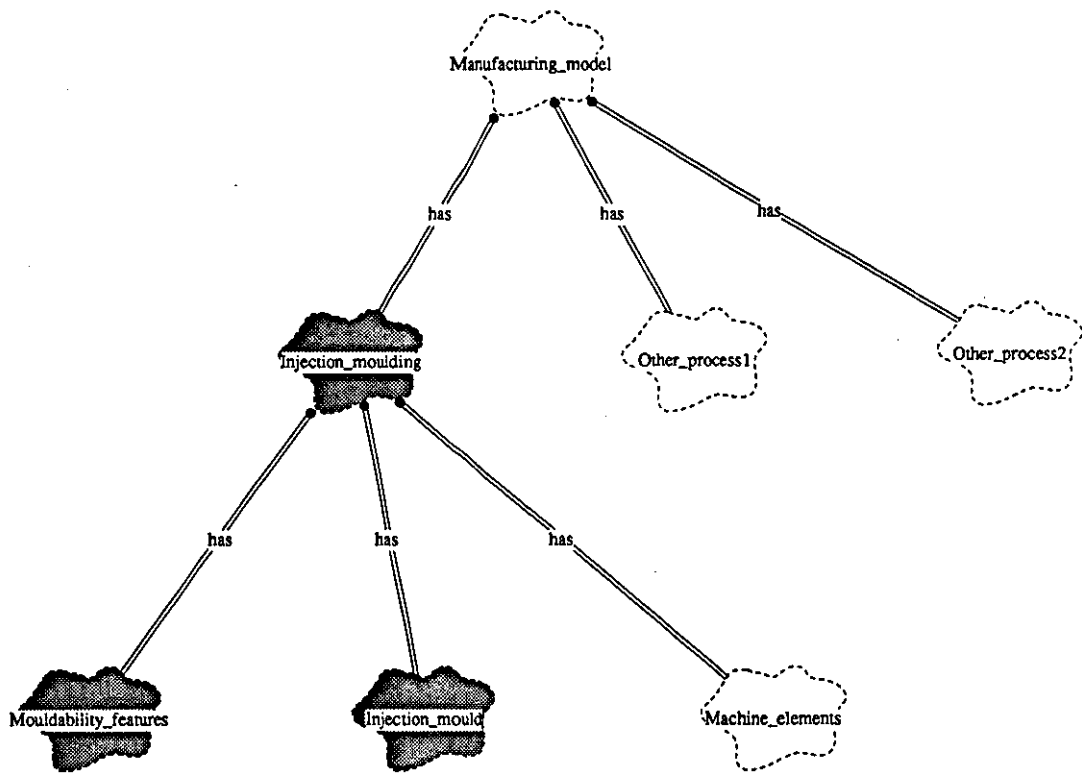 Manufacturing_model
has
has
has
Injection_moulding
Other_process1
Other_process2
has
has
has
Mouldability_features
Injection_mould
Machine_elements